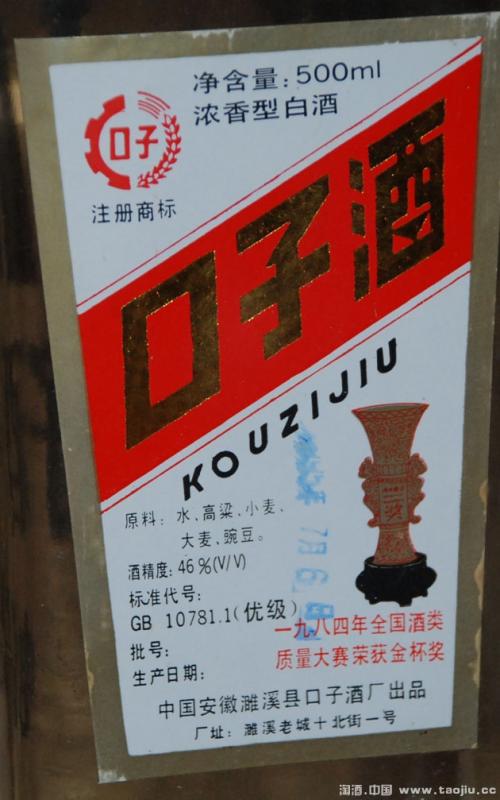 净含量:500ml
浓香型白酒
口子
注册商标
口子酒
KOUZIJIU
原料: 水、高粱、小麦、
大麦、豌豆。
酒精度: 46%(V/V)
标准代号:
GB 10781.1(优级)
批号:
生产日期:
一九八四年全国酒类
质量大赛荣获金杯奖
中国安徽濉溪县口子酒厂出品
厂址: 濉溪老城十北街一号
淘酒.中国 www.taojiu.cc